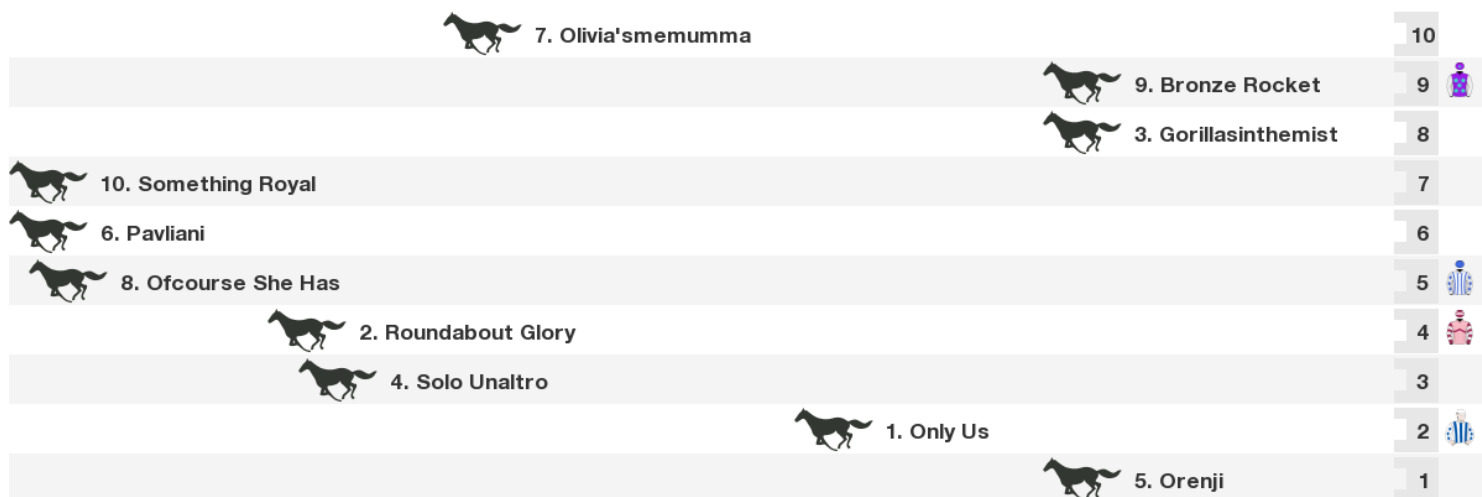 7. Olivia'smemumma 10
9. Bronze Rocket 9
3. Gorillasinthemist 8
10. Something Royal 7
6. Pavliani 6
8. Ofcourse She Has 5
2. Roundabout Glory 4
4. Solo Unaltro 3
1. Only Us 2
5. Orenji 1